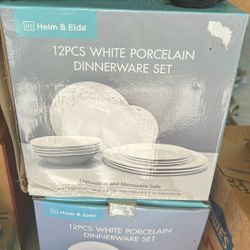 H&E Heim & Elda
12PCS WHITE PORCELAIN
DINNERWARE SET
Dishwasher and Microwave Safe
Heim & Elda
12PCS WHITE PORCELAIN
DINNERWARE SET